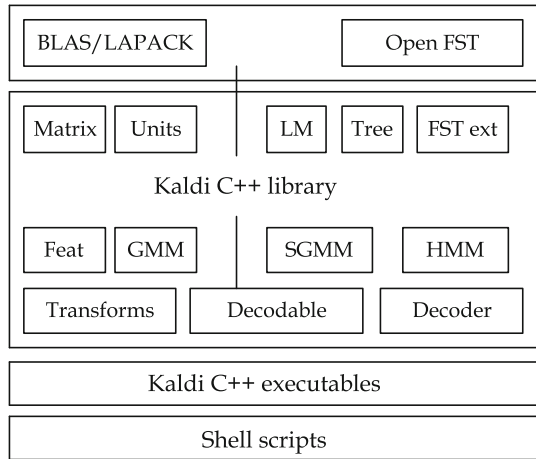 BLAS/LAPACK Open FST
Matrix Units LM Tree FST ext
Kaldi C++ library
Feat GMM SGMM HMM
Transforms Decodable Decoder
Kaldi C++ executables
Shell scripts